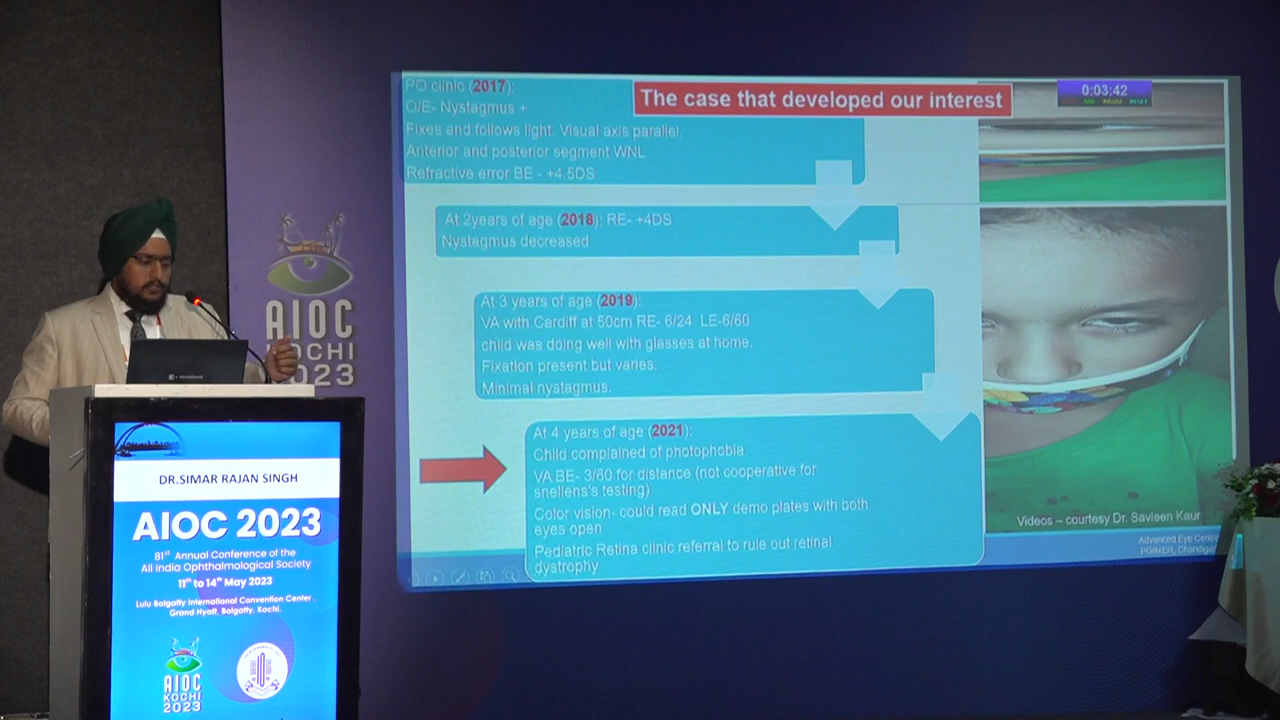 PO clinic (2017):
O/E- Nystagmus +
Fixes and follows light. Visual axis parallel.
Anterior and posterior segment WNL
Refractive error BE - +4.5DS
The case that developed our interest
0:03:42
At 2years of age (2018): RE- +4DS
Nystagmus decreased
At 3 years of age (2019):
VA with Cardiff at 50cm RE- 6/24 LE-6/60
child was doing well with glasses at home.
Fixation present but varies.
Minimal nystagmus.
At 4 years of age (2021):
Child complained of photophobia
VA BE- 3/60 for distance (not cooperative for
snellens's testing)
Color vision- could read ONLY demo plates with both
eyes open
Pediatric Retina clinic referral to rule out retinal
dystrophy
Videos – courtesy Dr. Savleen Kaur
Advanced Eye Centre
PGIMER, Chandigar
AIOC
KOCHI
2023
DR.SIMAR RAJAN SINGH
AIOC 2023
81st Annual Conference of the
All India Ophthalmological Society
11th to 14th May 2023
Lulu Bolgatty International Convention Center,
Grand Hyatt, Bolgatty, Kochi.
AIOC
KOCHI
2023